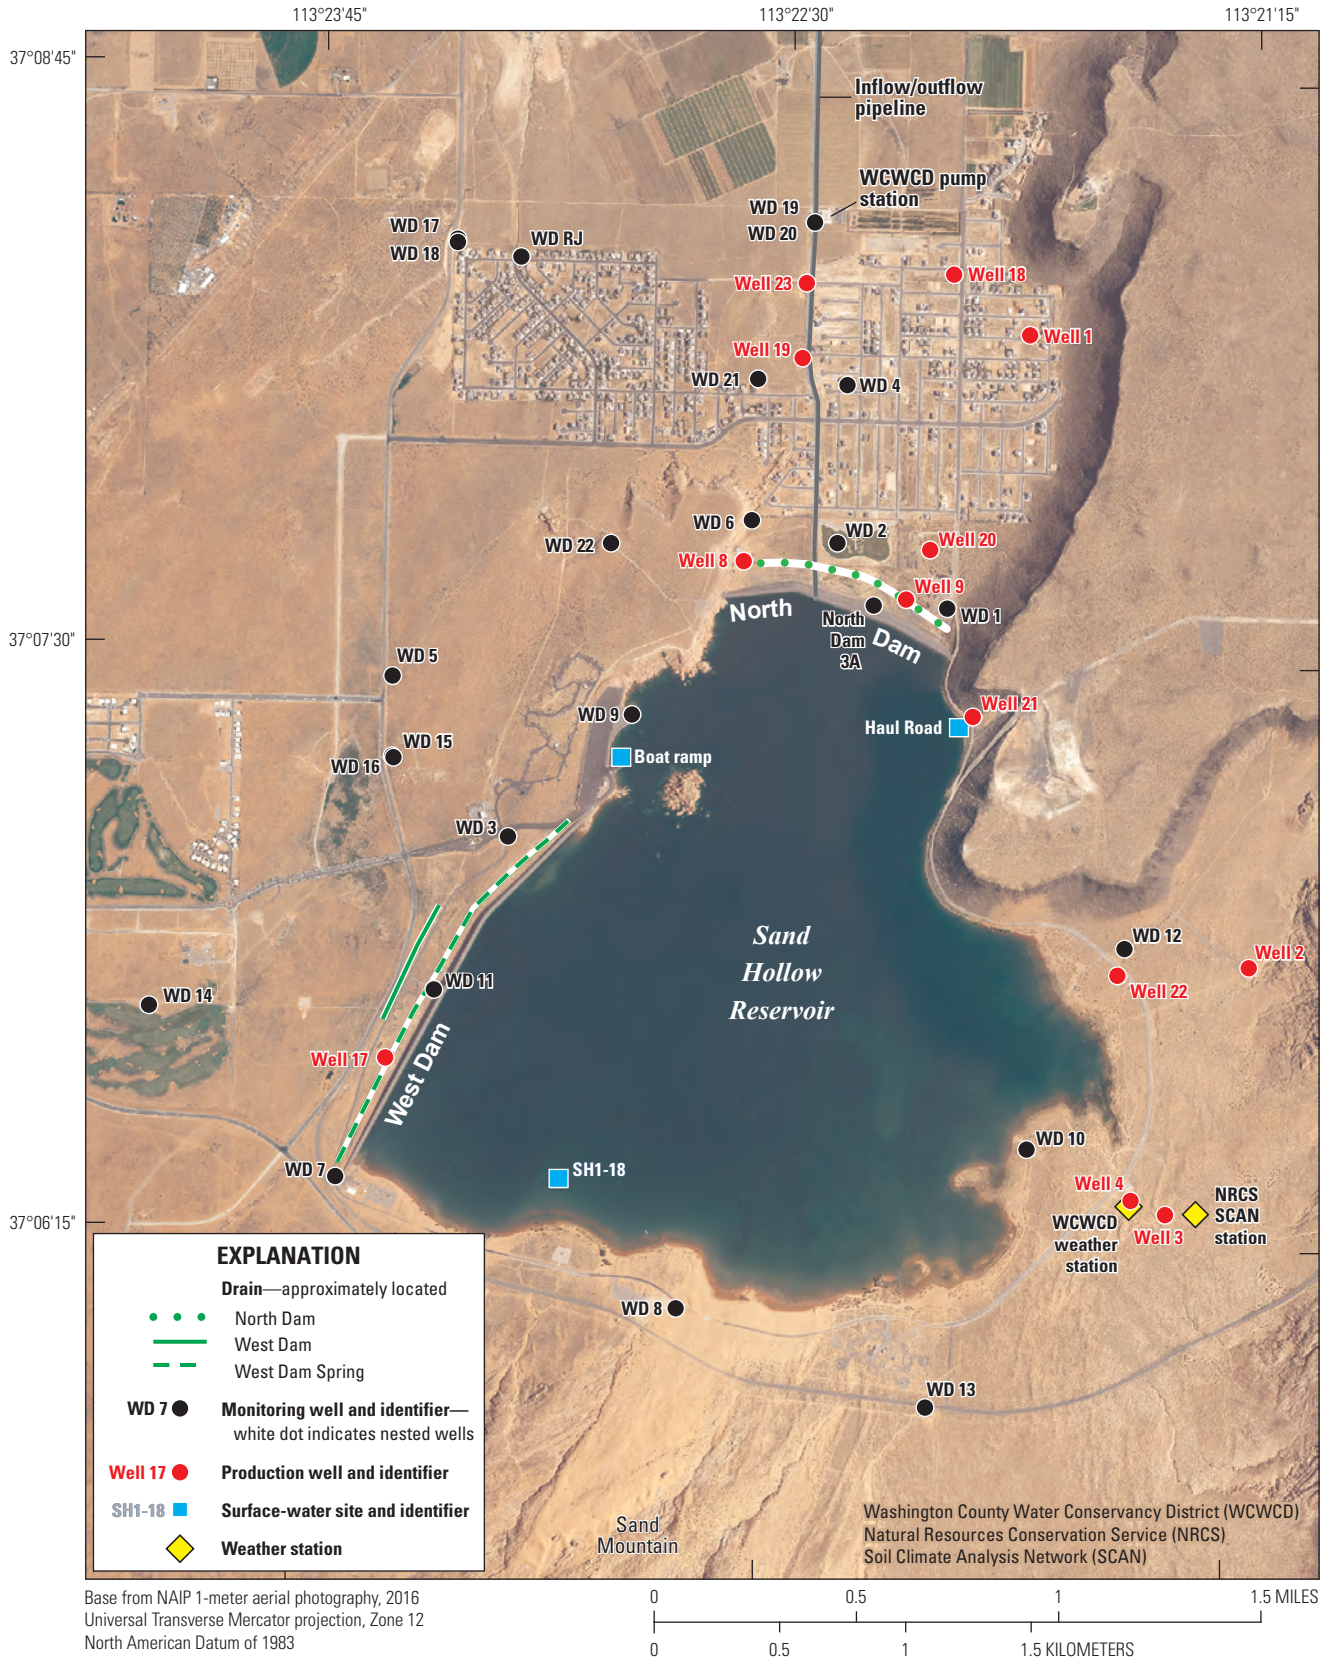 113°23'45"
113°22'30"
113°21'15"
37°08'45"
Inflow/outflow
pipeline
WCWCD pump
station
WD 19
WD 20
WD 17
WD 18
WD RJ
Well 23
Well 18
Well 1
Well 19
WD 21
WD 4
WD 6
WD 22
WD 2
Well 20
Well 8
Well 9
WD 1
North
Dam
North
Dam
3A
37°07'30"
WD 5
WD 9
Well 21
Haul Road
WD 15
WD 16
Boat ramp
WD 3
Sand
Hollow
Reservoir
WD 12
Well 2
Well 22
WD 11
WD 14
Well 17
West Dam
WD 10
WD 7
SH1-18
Well 4
NRCS
SCAN
station
WCWCD
weather
station
Well 3
37°06'15"
WD 8
WD 13
EXPLANATION
Drain—approximately located
North Dam
West Dam
West Dam Spring
WD 7 Monitoring well and identifier—
white dot indicates nested wells
Well 17 Production well and identifier
SH1-18 Surface-water site and identifier
Weather station
Sand
Mountain
Washington County Water Conservancy District (WCWCD)
Natural Resources Conservation Service (NRCS)
Soil Climate Analysis Network (SCAN)
Base from NAIP 1-meter aerial photography, 2016
Universal Transverse Mercator projection, Zone 12
North American Datum of 1983
0 0.5 1 1.5 MILES
0 0.5 1 1.5 KILOMETERS